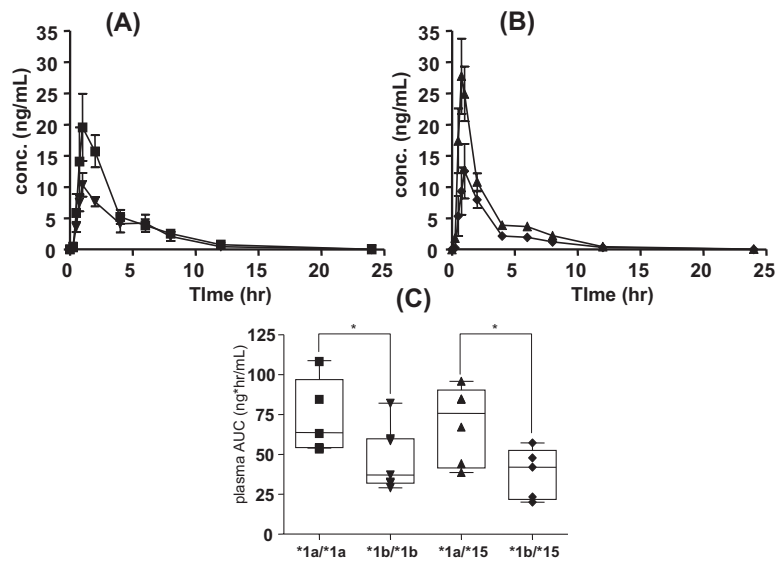 (A)
(B)
35
30
25
20
15
10
5
0
conc. (ng/mL)
0 5 10 15 20 25
TIme (hr)
35
30
25
20
15
10
5
0
conc. (ng/mL)
0 5 10 15 20 25
TIme (hr)
(C)
125
100
75
50
25
0
plasma AUC (ng*hr/mL)
* *
*1a/*1a *1b/*1b *1a/*15 *1b/*15